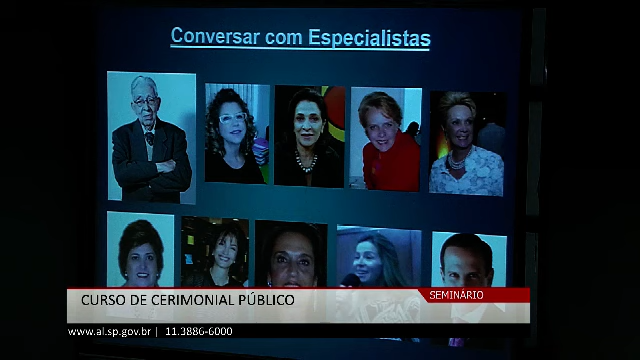 Conversar com Especialistas
CURSO DE CERIMONIAL PÚBLICO
SEMINÁRIO
www.al.sp.gov.br | 11.3886-6000